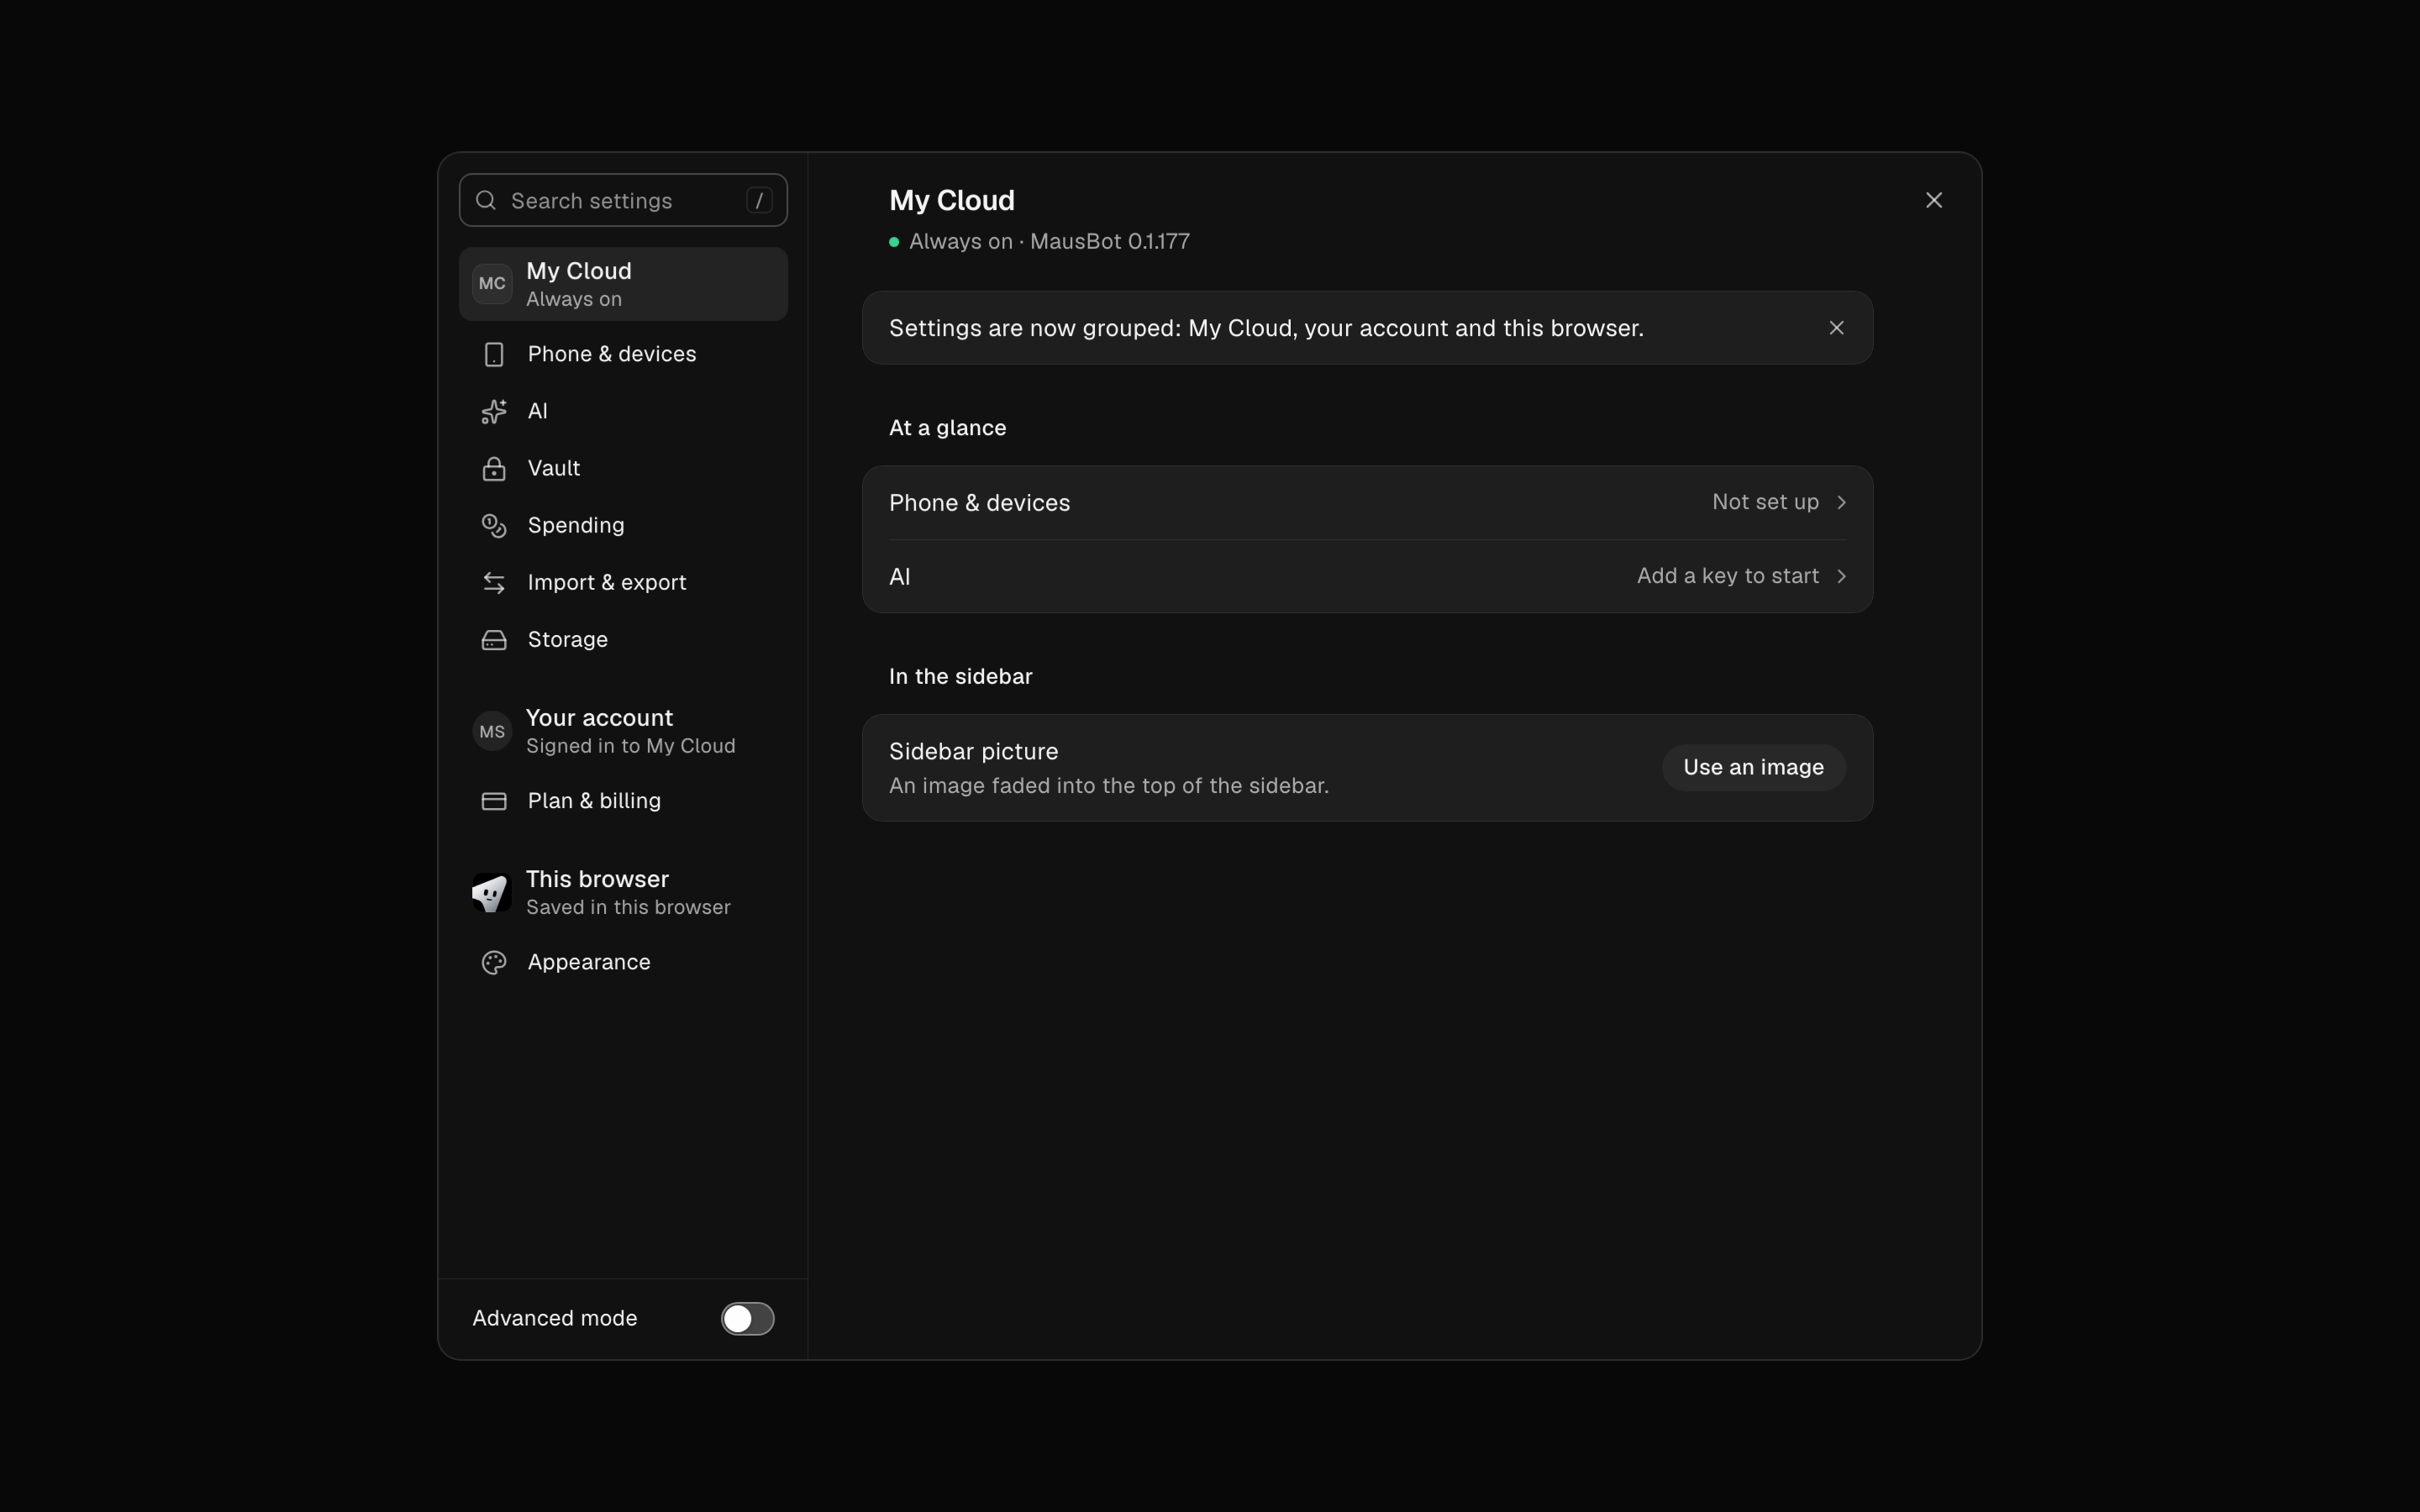 Search settings /
MC
My Cloud
Always on
Phone & devices
AI
Vault
Spending
Import & export
Storage
MS
Your account
Signed in to My Cloud
Plan & billing
This browser
Saved in this browser
Appearance
Advanced mode
My Cloud
Always on · MausBot 0.1.177
Settings are now grouped: My Cloud, your account and this browser.
At a glance
Phone & devices Not set up
AI Add a key to start
In the sidebar
Sidebar picture
An image faded into the top of the sidebar.
Use an image